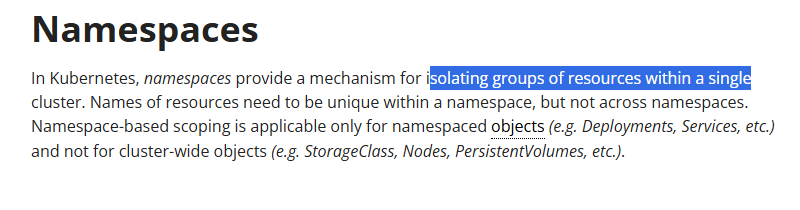 Namespaces
In Kubernetes, namespaces provide a mechanism for isolating groups of resources within a single
cluster. Names of resources need to be unique within a namespace, but not across namespaces.
Namespace-based scoping is applicable only for namespaced objects (e.g. Deployments, Services, etc.)
and not for cluster-wide objects (e.g. StorageClass, Nodes, PersistentVolumes, etc.).